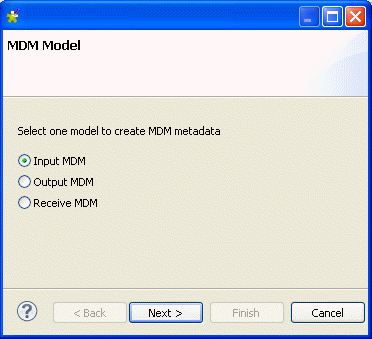 MDM Model
Select one model to create MDM metadata
Input MDM
Output MDM
Receive MDM
? < Back Next > Finish Cancel